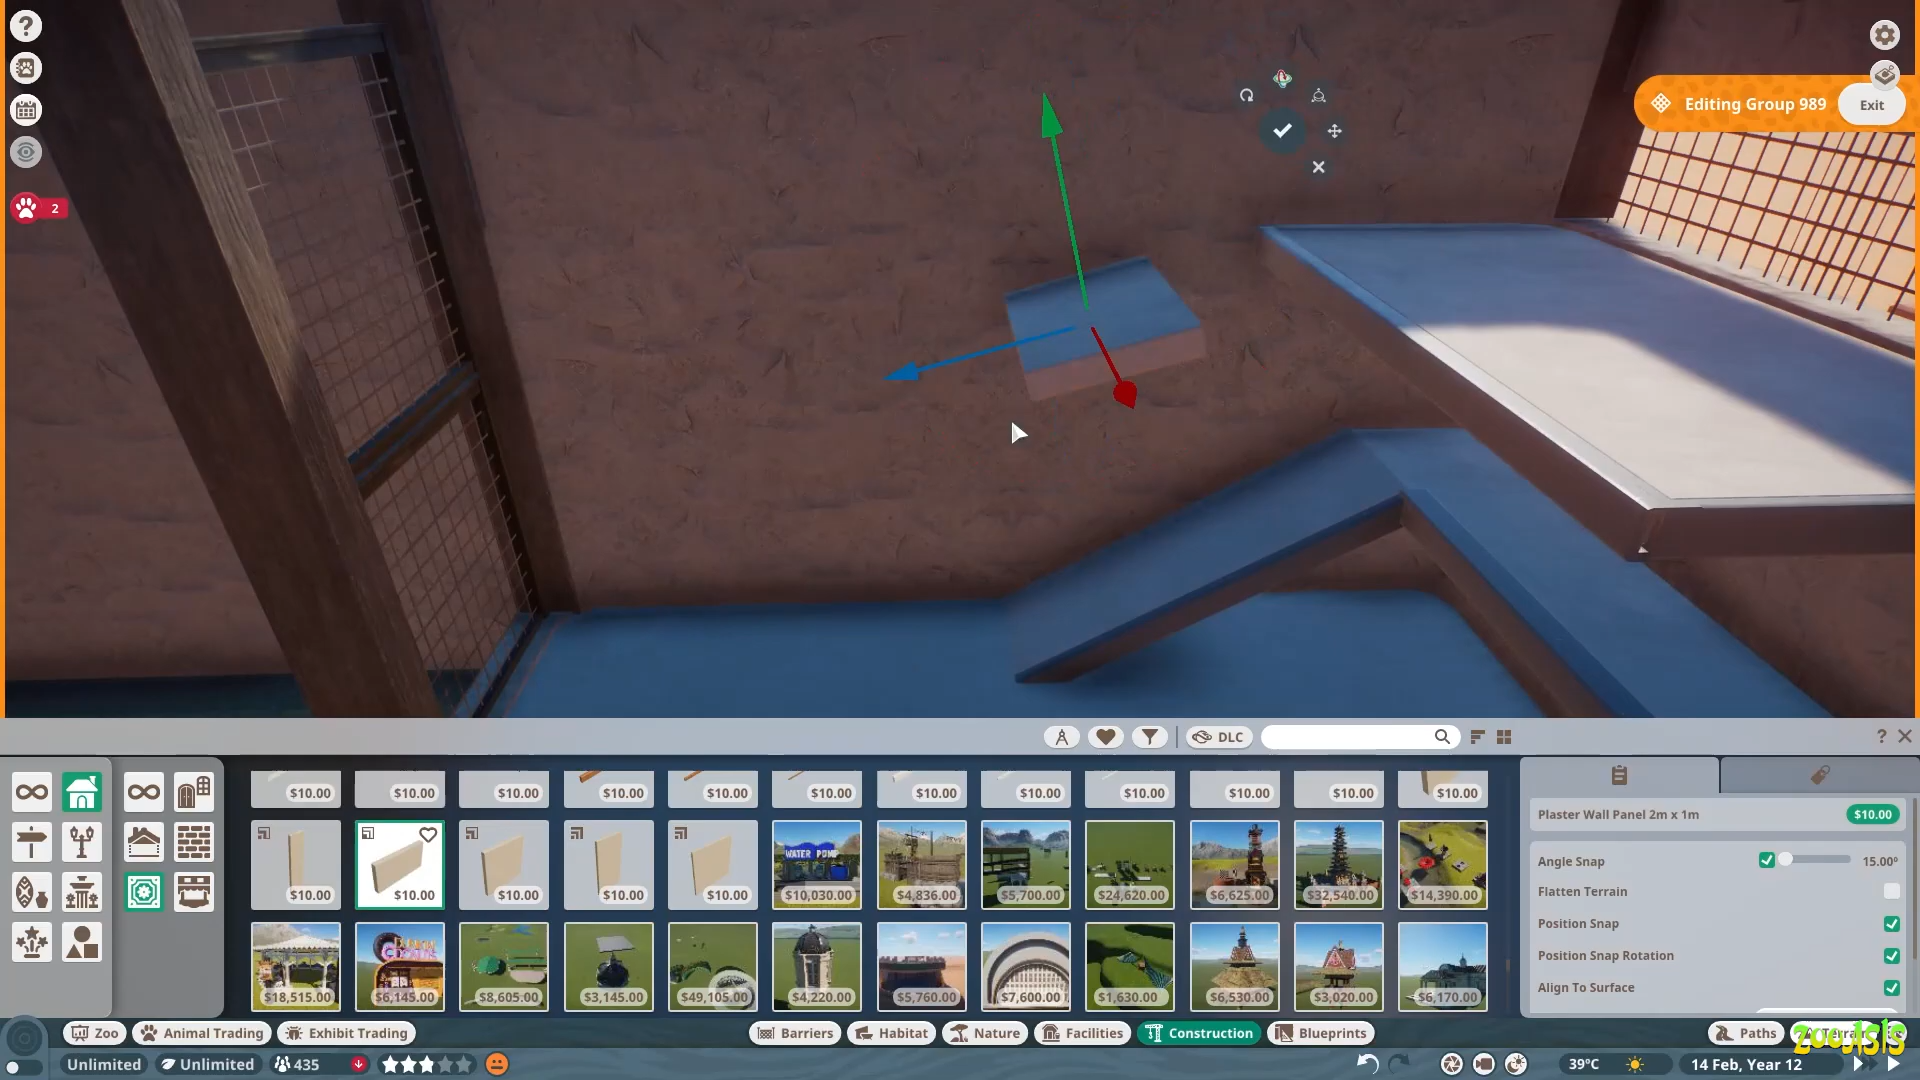 ?
Editing Group 989
Exit
2
DLC
?
$10.00 $10.00 $10.00 $10.00 $10.00 $10.00 $10.00 $10.00 $10.00 $10.00 $10.00 $10.00
$10.00 $10.00 $10.00 $10.00 $10.00 $10,030.00 $4,836.00 $5,700.00 $24,620.00 $6,625.00 $32,540.00 $14,390.00
WATER PUMP
$18,515.00 $6,145.00 $8,605.00 $3,145.00 $49,105.00 $4,220.00 $5,760.00 $7,600.00 $1,630.00 $6,530.00 $3,020.00 $6,170.00
Plaster Wall Panel 2m x 1m
$10.00
Angle Snap
15.00°
Flatten Terrain
Position Snap
Position Snap Rotation
Align To Surface
Zoo
Animal Trading
Exhibit Trading
Barriers
Habitat
Nature
Facilities
Construction
Blueprints
Paths
Terrain
ZOOASIS
Unlimited
Unlimited
435
39°C
14 Feb, Year 12